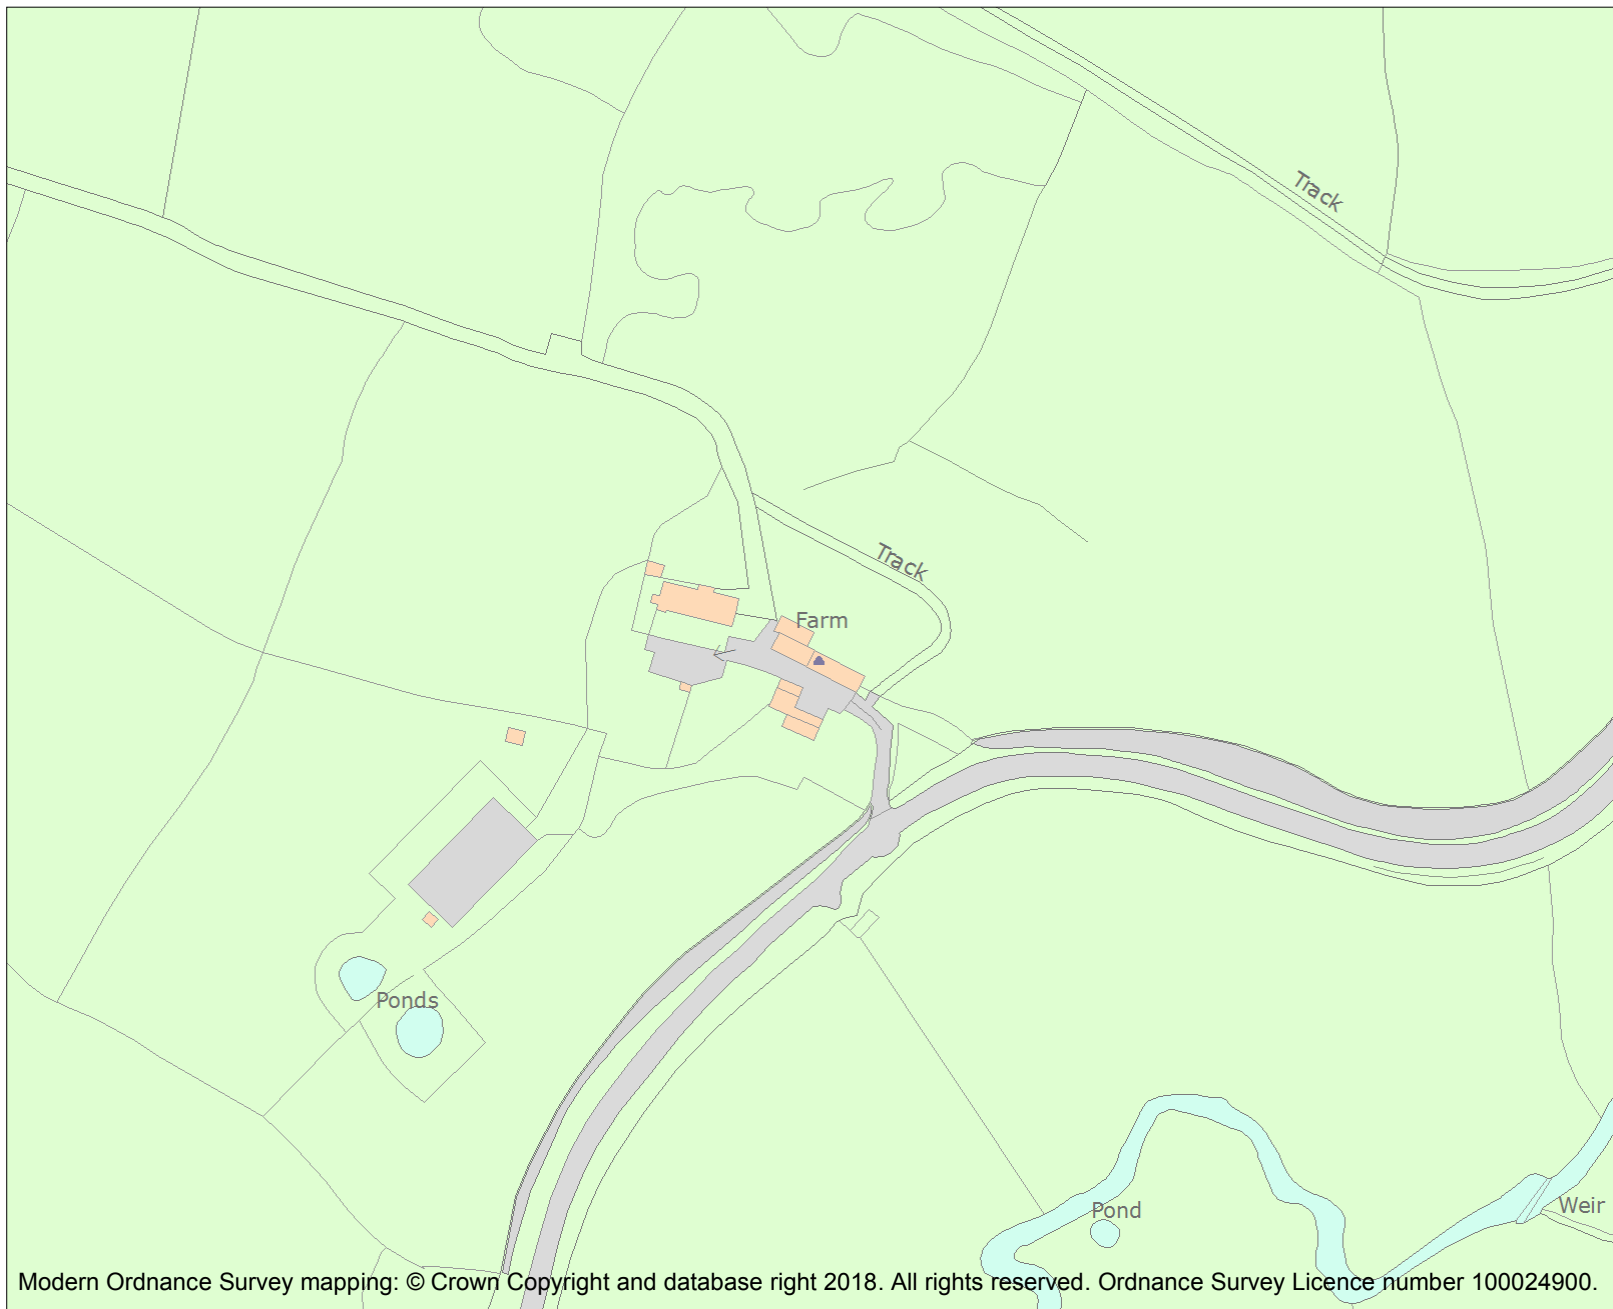 Track
Track
Farm
Ponds
Pond
Weir
Modern Ordnance Survey mapping: © Crown Copyright and database right 2018. All rights reserved. Ordnance Survey Licence number 100024900.